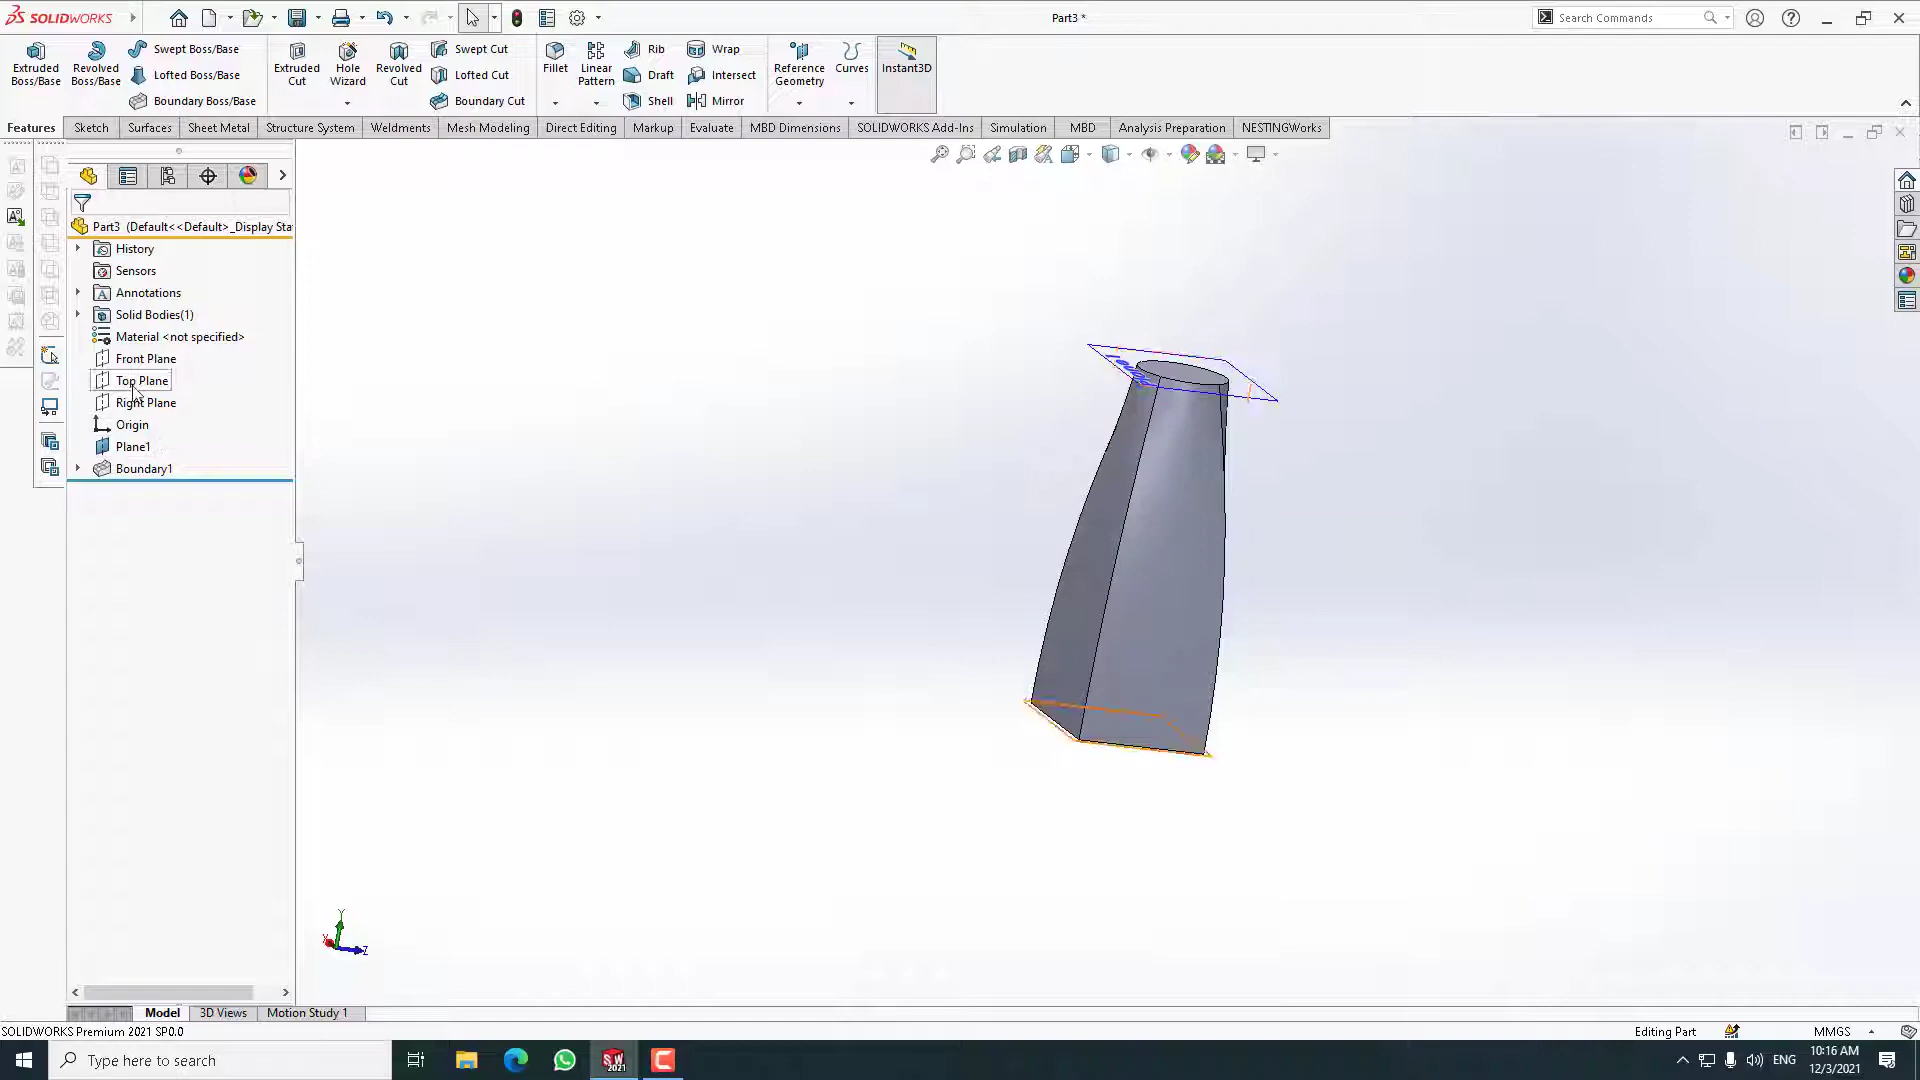 SOLIDWORKS
Part3 *
Search Commands
Extruded Boss/Base
Revolved Boss/Base
Swept Boss/Base
Lofted Boss/Base
Boundary Boss/Base
Extruded Cut
Hole Wizard
Revolved Cut
Swept Cut
Lofted Cut
Boundary Cut
Fillet
Linear Pattern
Rib
Draft
Shell
Wrap
Intersect
Mirror
Reference Geometry
Curves
Instant3D
Features
Sketch
Surfaces
Sheet Metal
Structure System
Weldments
Mesh Modeling
Direct Editing
Markup
Evaluate
MBD Dimensions
SOLIDWORKS Add-Ins
Simulation
MBD
Analysis Preparation
NESTINGWorks
Part3 (Default<<Default>_Display Sta
History
Sensors
Annotations
Solid Bodies(1)
Material <not specified>
Front Plane
Top Plane
Right Plane
Origin
Plane1
Boundary1
Y
X
Z
Model
3D Views
Motion Study 1
SOLIDWORKS Premium 2021 SP0.0
Editing Part
MMGS
Type here to search
SW 2021
ENG
10:16 AM
12/3/2021